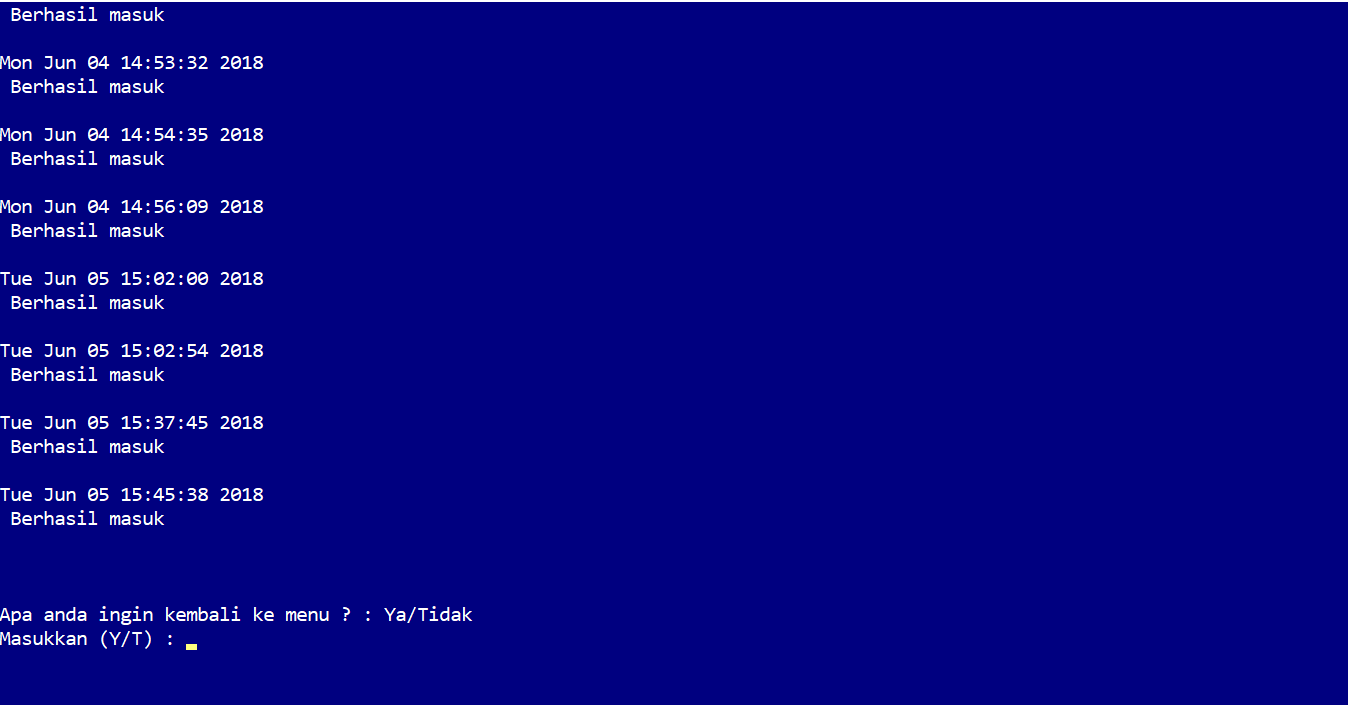 Berhasil masuk
Mon Jun 04 14:53:32 2018
Berhasil masuk
Mon Jun 04 14:54:35 2018
Berhasil masuk
Mon Jun 04 14:56:09 2018
Berhasil masuk
Tue Jun 05 15:02:00 2018
Berhasil masuk
Tue Jun 05 15:02:54 2018
Berhasil masuk
Tue Jun 05 15:37:45 2018
Berhasil masuk
Tue Jun 05 15:45:38 2018
Berhasil masuk
Apa anda ingin kembali ke menu ? : Ya/Tidak
Masukkan (Y/T) :